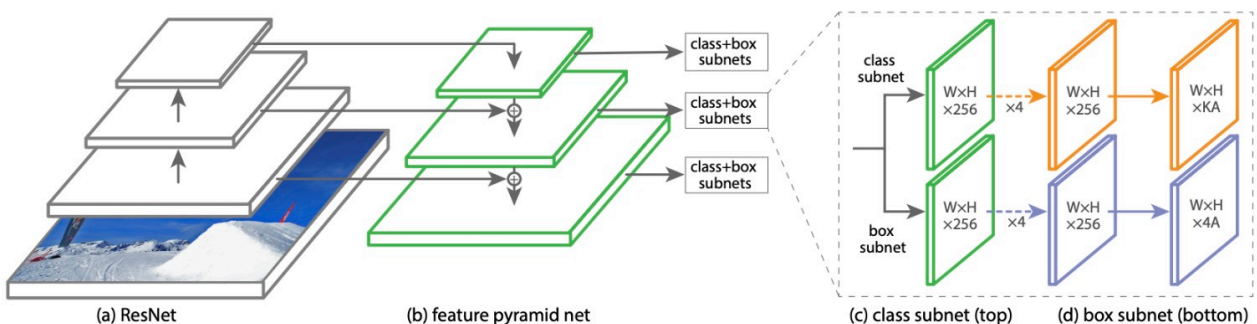 class+box
subnets
class+box
subnets
class+box
subnets
class
subnet
W×H
×256
×4
W×H
×256
W×H
×KA
box
subnet
W×H
×256
×4
W×H
×256
W×H
×4A
(a) ResNet
(b) feature pyramid net
(c) class subnet (top)
(d) box subnet (bottom)